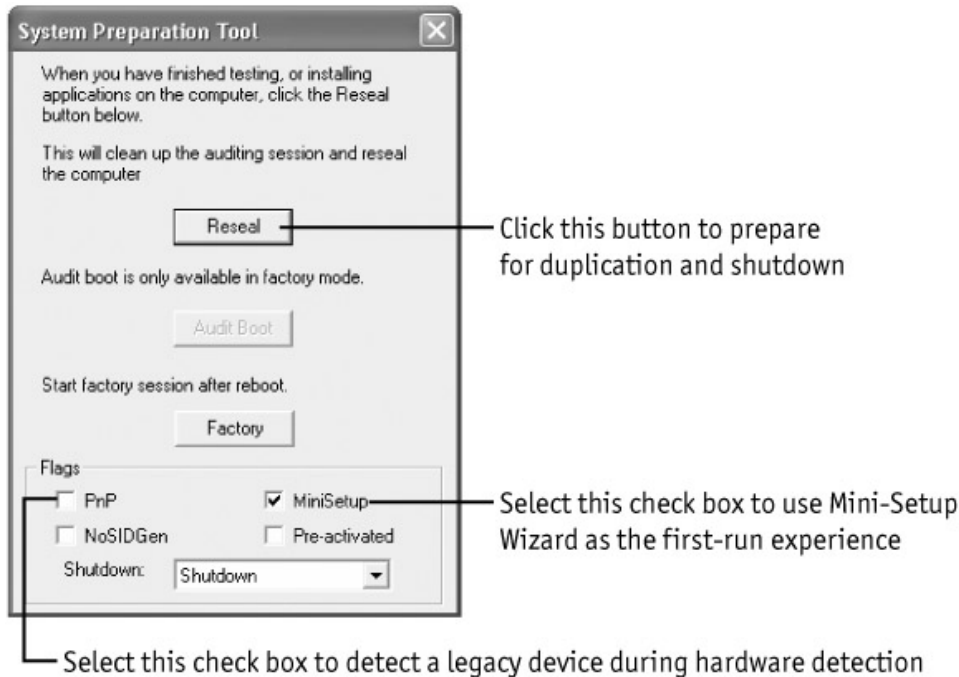 System Preparation Tool
When you have finished testing, or installing
applications on the computer, click the Reseal
button below.
This will clean up the auditing session and reseal
the computer
Reseal
Click this button to prepare
for duplication and shutdown
Audit boot is only available in factory mode.
Audit Boot
Start factory session after reboot.
Factory
Flags
PnP
MiniSetup
Select this check box to use Mini-Setup
Wizard as the first-run experience
NoSIDGen
Pre-activated
Shutdown:
Shutdown
Select this check box to detect a legacy device during hardware detection